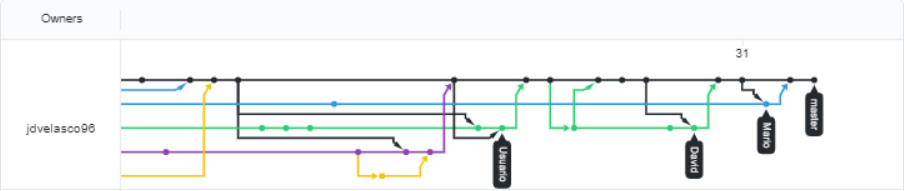 Owners
31
jdvelasco96
master
Mario
Usuario
David